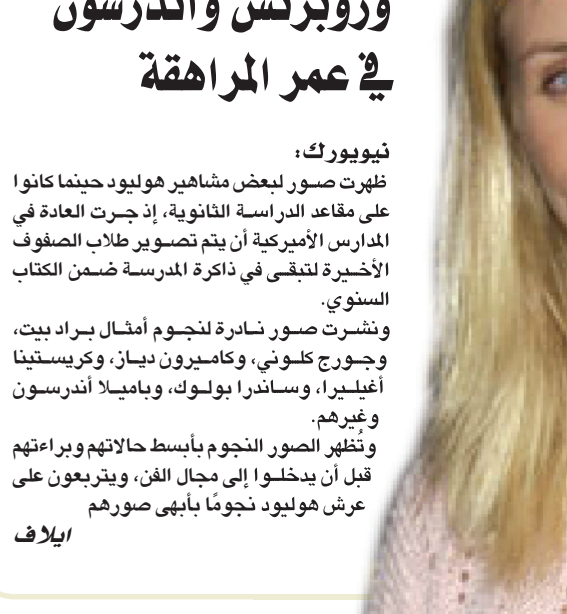 وروبرتس واندرسون
في عمر المراهقة
نيويورك:
ظهرت صور لبعض مشاهير هوليود حينما كانوا
على مقاعد الدراسة الثانوية، إذ جرت العادة في
المدارس الأميركية أن يتم تصوير طلاب الصفوف
الأخيرة لتبقى في ذاكرة المدرسة ضمن الكتاب
السنوي.
ونشرت صور نادرة لنجوم أمثال براد بيت،
وجورج كلوني، وكاميرون دياز، وكريستينا
أغيليرا، وساندرا بولوك، وباميلا أندرسون
وغيرهم.
وتُظهر الصور النجوم بأبسط حالاتهم وبراءتهم
قبل أن يدخلوا إلى مجال الفن، ويتربعون على
عرش هوليود نجومًا بأبهى صورهم
ايلاف